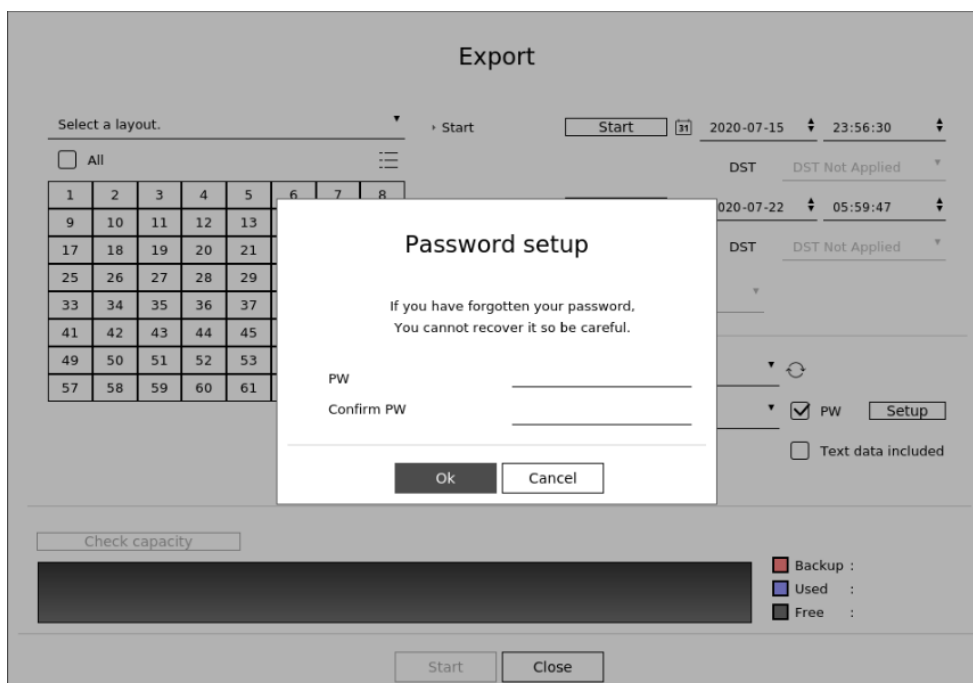 Export
Select a layout. Start Start 31 2020-07-15 23:56:30
All DST DST Not Applied
1 2 3 4 5 6 7 8
9 10 11 12 13 020-07-22 05:59:47
17 18 19 20 21 DST DST Not Applied
25 26 27 28 29
33 34 35 36 37
41 42 43 44 45
49 50 51 52 53
57 58 59 60 61
Password setup
If you have forgotten your password,
You cannot recover it so be careful.
PW
Confirm PW
Ok Cancel
PW Setup
Text data included
Check capacity
Backup :
Used :
Free :
Start Close